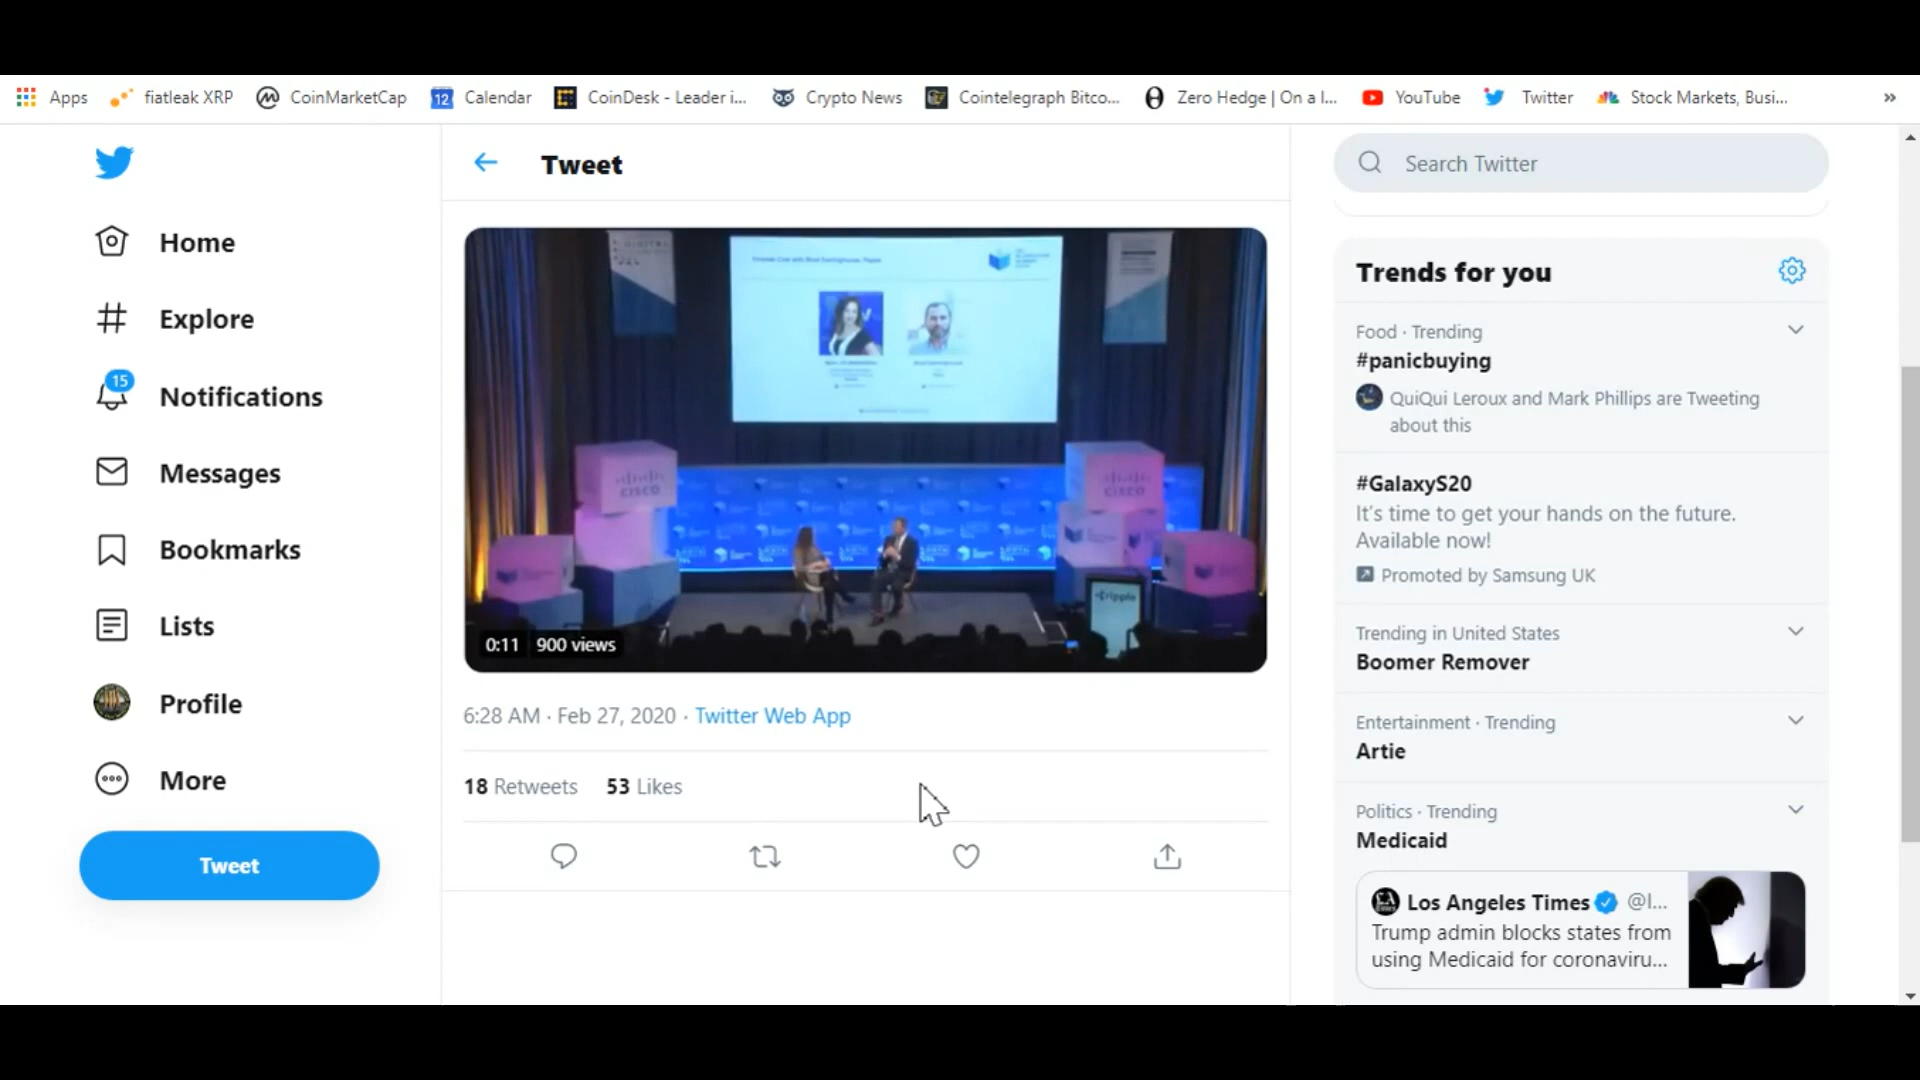 Apps fiatleak XRP CoinMarketCap 12 Calendar CoinDesk - Leader i... Crypto News Cointelegraph Bitco... Zero Hedge | On a l... YouTube Twitter Stock Markets, Busi... »
Tweet
Search Twitter
Home
Explore
15
Notifications
Messages
Bookmarks
Lists
Profile
More
Tweet
CISCO
CISCO
ripple
0:11 900 views
6:28 AM · Feb 27, 2020 · Twitter Web App
18 Retweets 53 Likes
Trends for you
Food · Trending
#panicbuying
QuiQui Leroux and Mark Phillips are Tweeting
about this
#GalaxyS20
It's time to get your hands on the future.
Available now!
Promoted by Samsung UK
Trending in United States
Boomer Remover
Entertainment · Trending
Artie
Politics · Trending
Medicaid
Los Angeles Times @l...
Trump admin blocks states from
using Medicaid for coronaviru...